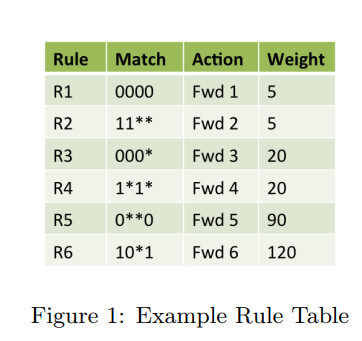 Rule Match Action Weight
R1 0000 Fwd 1 5
R2 11** Fwd 2 5
R3 000* Fwd 3 20
R4 1*1* Fwd 4 20
R5 0**0 Fwd 5 90
R6 10*1 Fwd 6 120
Figure 1: Example Rule Table